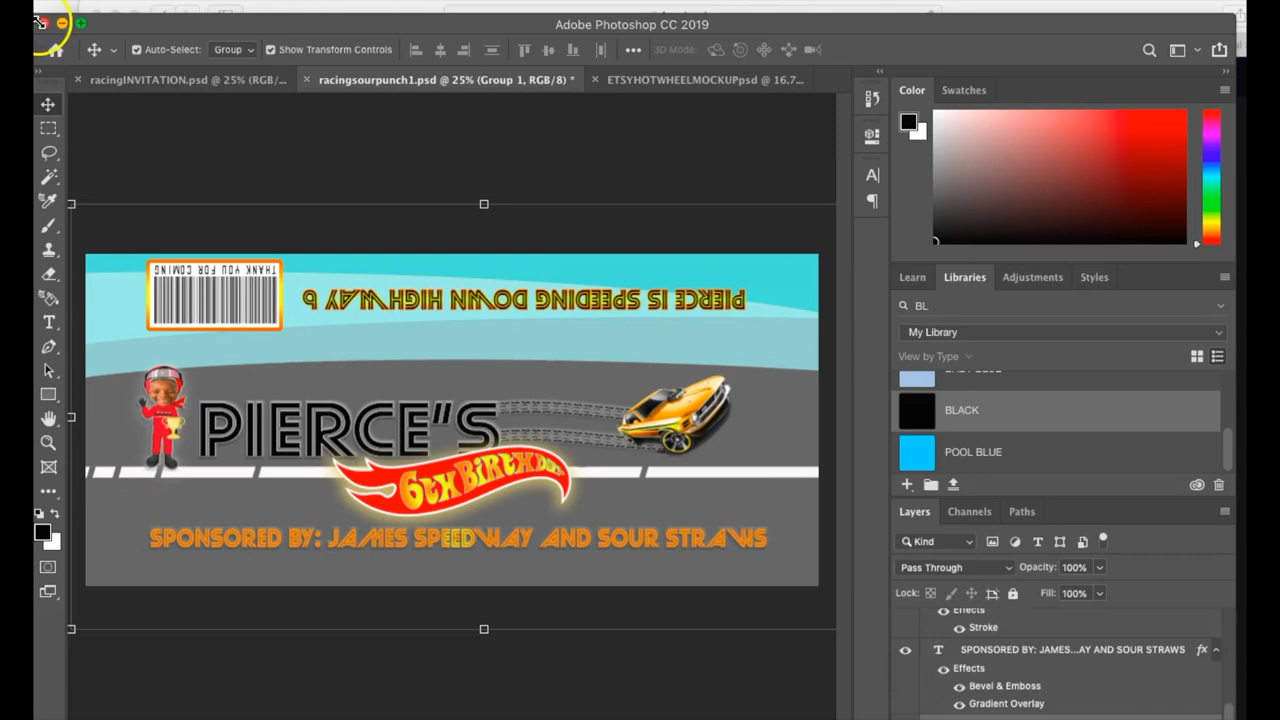 Adobe Photoshop CC 2019
Auto-Select: Group Show Transform Controls 3D Mode:
racingINVITATION.psd @ 25% (RGB/... racingsourpunch1.psd @ 25% (Group 1, RGB/8) * ETSYHOTWHEELMOCKUPpsd @ 16.7...
Color Swatches
THANK YOU FOR COMING
PIERCE IS SPEEDING DOWN HIGHWAY 6
PIERCE'S
6TH BIRTHDAY
SPONSORED BY: JAMES SPEEDWAY AND SOUR STRAWS
Learn Libraries Adjustments Styles
BL
My Library
View by Type
BLACK
POOL BLUE
Layers Channels Paths
Kind
Pass Through Opacity: 100%
Lock: Fill: 100%
Effects
Stroke
T SPONSORED BY: JAMES...AY AND SOUR STRAWS fx
Effects
Bevel & Emboss
Gradient Overlay